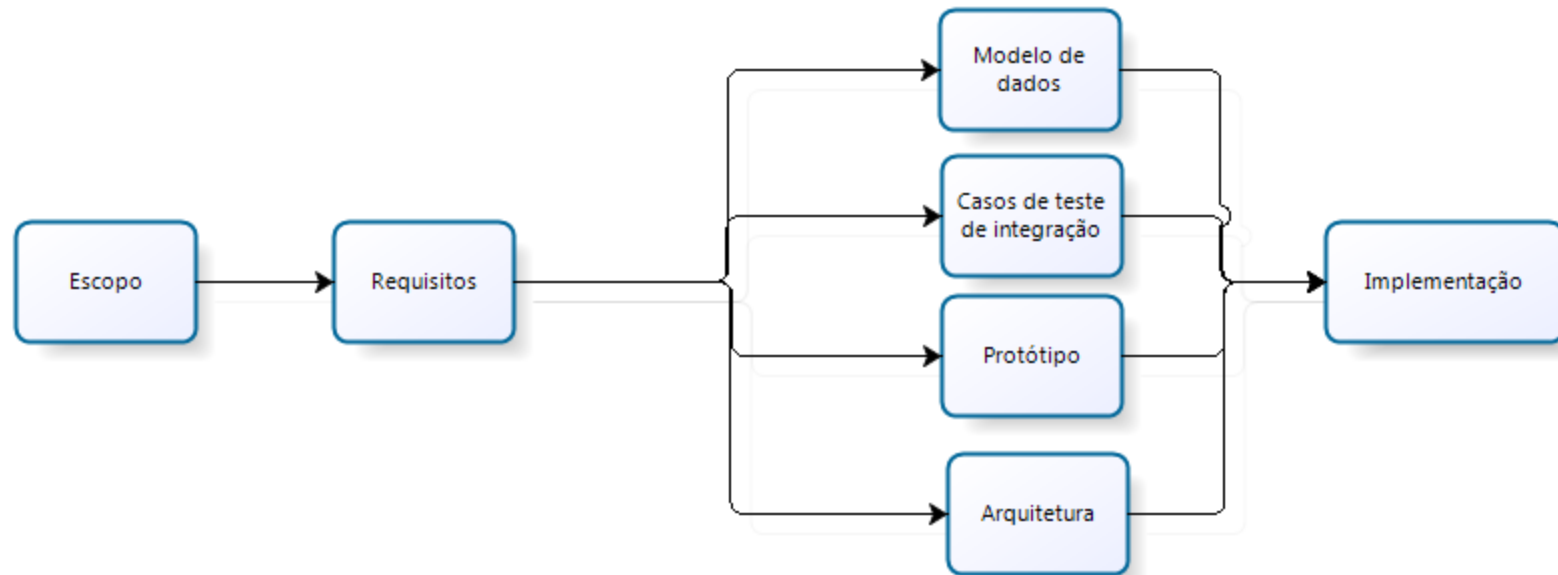 Escopo
Requisitos
Modelo de
dados
Casos de teste
de integração
Protótipo
Arquitetura
Implementação